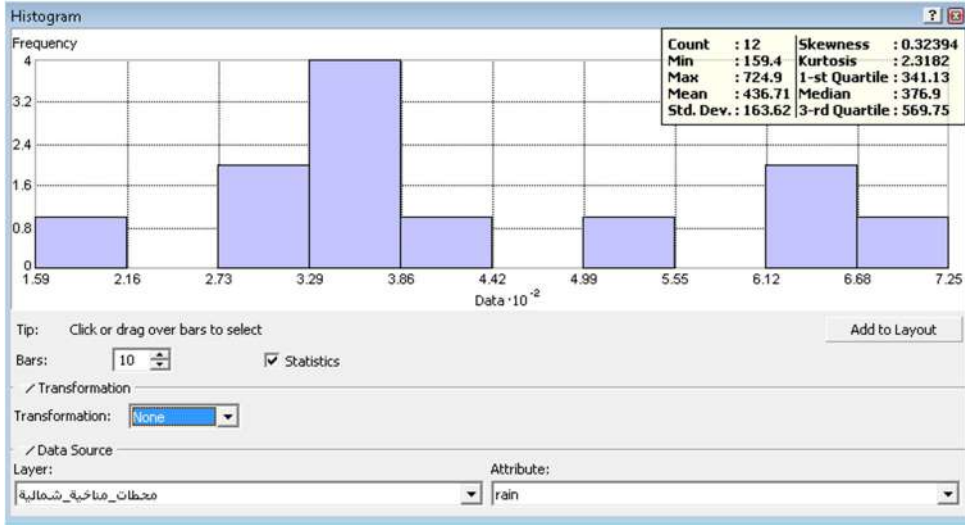 Histogram
Frequency
Count : 12 Skewness : 0.32394
Min : 159.4 Kurtosis : 2.3182
Max : 724.9 1-st Quartile : 341.13
Mean : 436.71 Median : 376.9
Std. Dev. : 163.62 3-rd Quartile : 569.75
4
3.2
2.4
1.6
0.8
0
1.59 2.16 2.73 3.29 3.86 4.42 4.99 5.55 6.12 6.68 7.25
Data ·10⁻²
Tip: Click or drag over bars to select
Add to Layout
Bars: 10 Statistics
Transformation
Transformation: None
Data Source
Layer: Attribute:
محطات_مناخية_شمالية rain